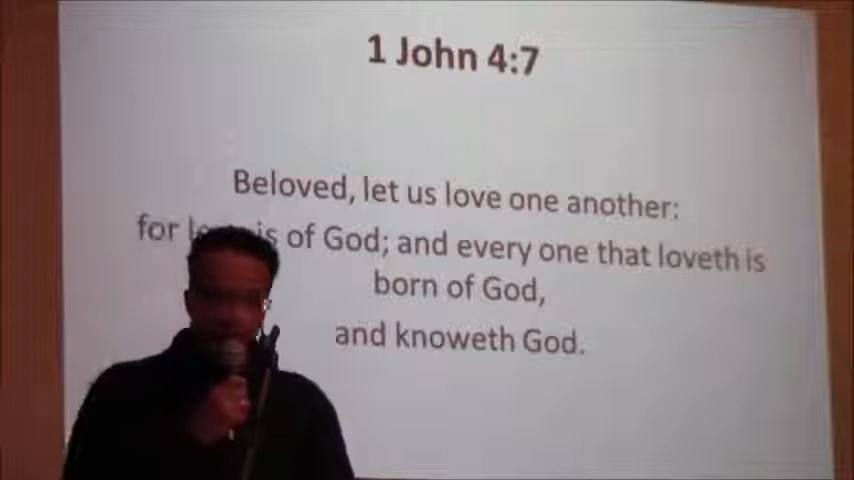 1 John 4:7
Beloved, let us love one another:
for love is of God; and every one that loveth is
born of God,
and knoweth God.